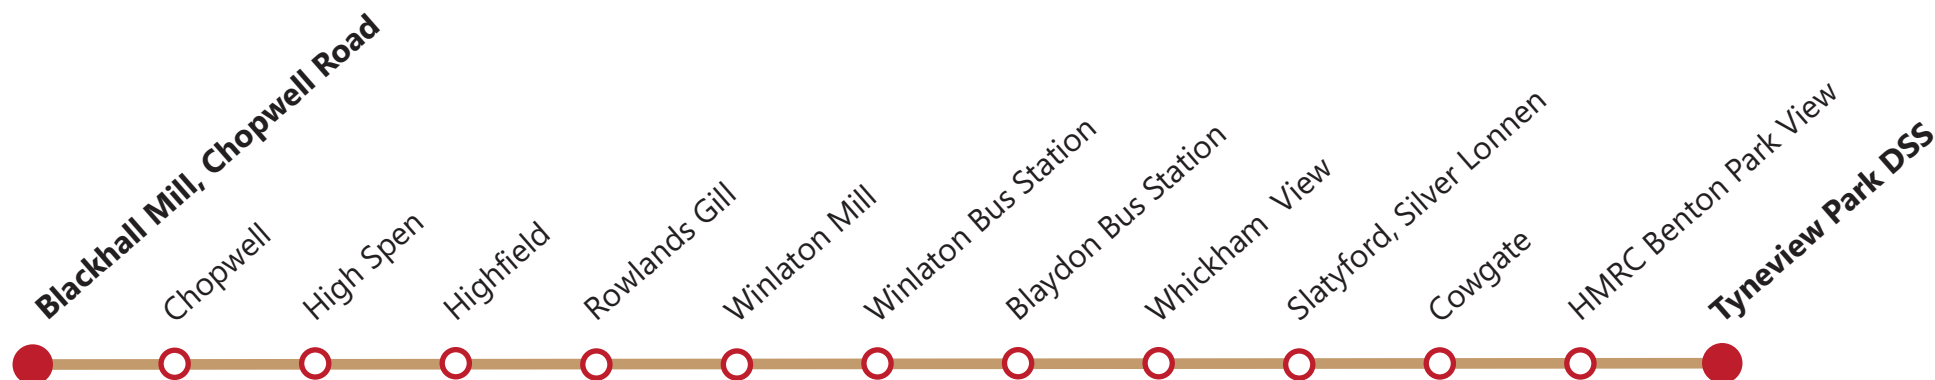 Blackhall Mill, Chopwell Road
Chopwell
High Spen
Highfield
Rowlands Gill
Winlaton Mill
Winlaton Bus Station
Blaydon Bus Station
Whickham  View
Slatyford, Silver Lonnen
Cowgate
HMRC Benton Park View
Tyneview Park DSS